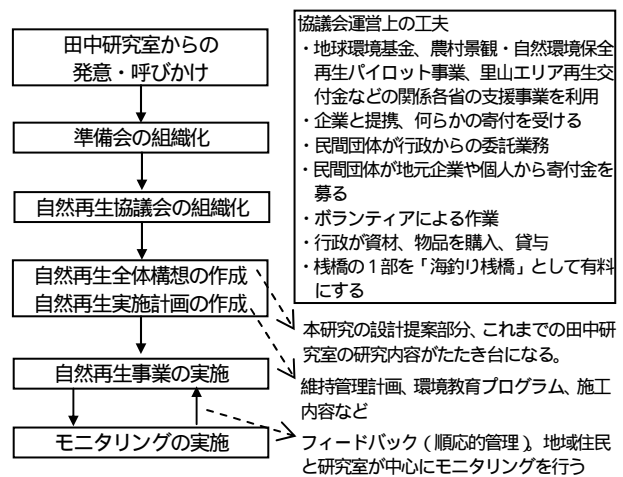 田中研究室からの
発意・呼びかけ
準備会の組織化
自然再生協議会の組織化
自然再生全体構想の作成
自然再生実施計画の作成
自然再生事業の実施
モニタリングの実施
協議会運営上の工夫
・地球環境基金、農村景観・自然環境保全
再生パイロット事業、里山エリア再生交
付金などの関係各省の支援事業を利用
・企業と提携、何らかの寄付を受ける
・民間団体が行政からの委託業務
・民間団体が地元企業や個人から寄付金を
募る
・ボランティアによる作業
・行政が資材、物品を購入、貸与
・桟橋の1部を「海釣り桟橋」として有料
にする
本研究の設計提案部分、これまでの田中研
究室の研究内容がたたき台になる。
維持管理計画、環境教育プログラム、施工
内容など
フィードバック(順応的管理)、地域住民
と研究室が中心にモニタリングを行う